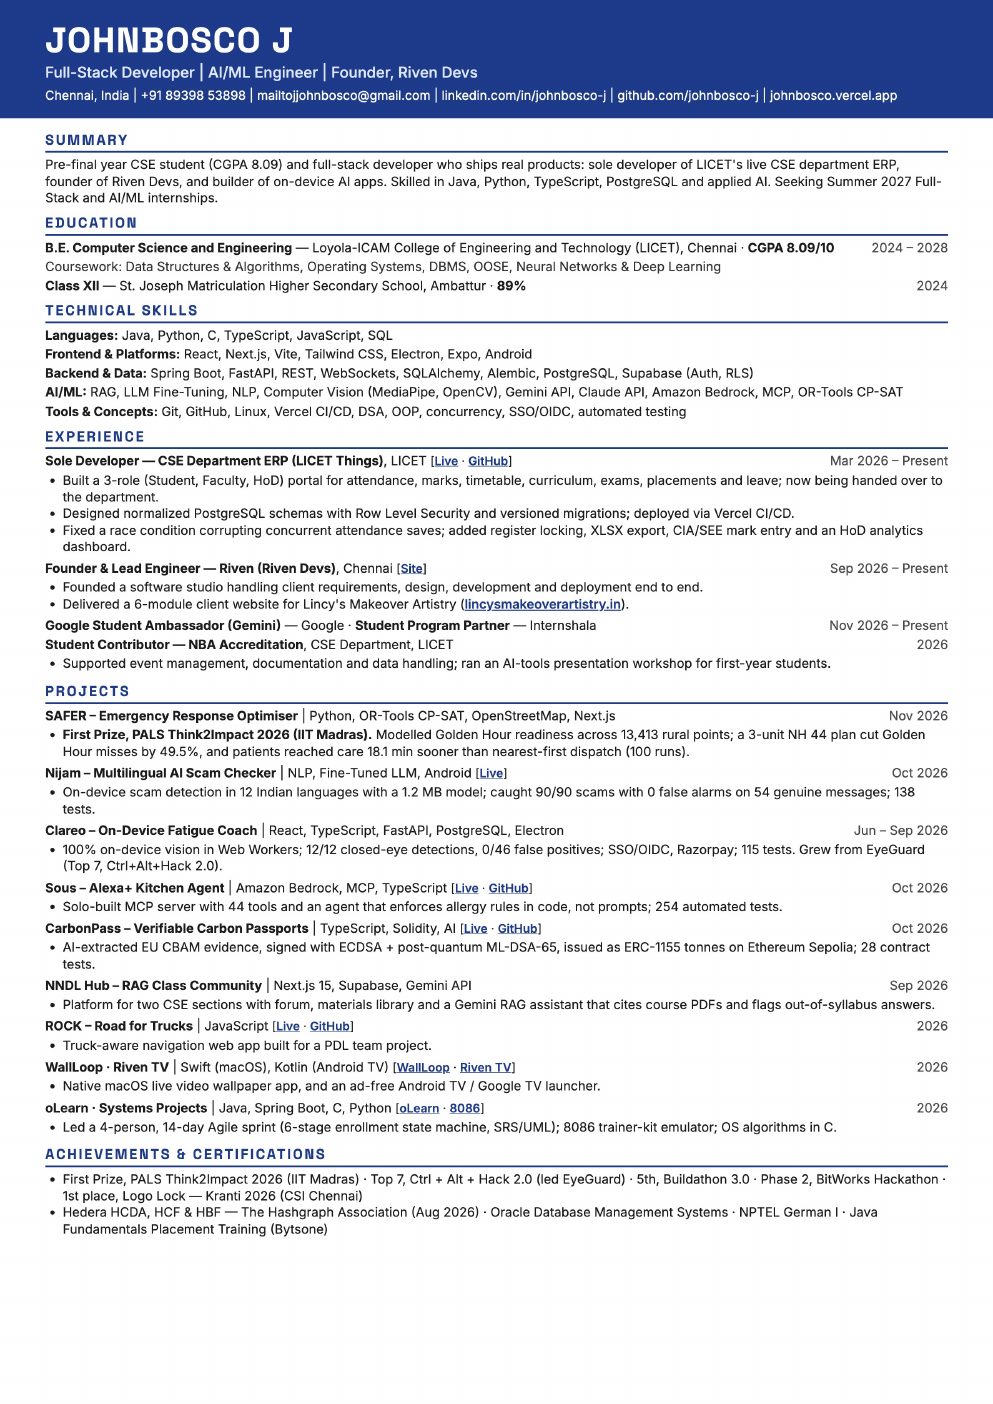 JOHNBOSCO J
Full-Stack Developer | AI/ML Engineer | Founder, Riven Devs
Chennai, India | +91 89398 53898 | mailtojjohnbosco@gmail.com | linkedin.com/in/johnbosco-j | github.com/johnbosco-j | johnbosco.vercel.app
SUMMARY
Pre-final year CSE student (CGPA 8.09) and full-stack developer who ships real products: sole developer of LICET's live CSE department ERP,
founder of Riven Devs, and builder of on-device AI apps. Skilled in Java, Python, TypeScript, PostgreSQL and applied AI. Seeking Summer 2027 Full-
Stack and AI/ML internships.
EDUCATION
B.E. Computer Science and Engineering — Loyola-ICAM College of Engineering and Technology (LICET), Chennai · CGPA 8.09/10 2024 – 2028
Coursework: Data Structures & Algorithms, Operating Systems, DBMS, OOSE, Neural Networks & Deep Learning
Class XII — St. Joseph Matriculation Higher Secondary School, Ambattur · 89% 2024
TECHNICAL SKILLS
Languages: Java, Python, C, TypeScript, JavaScript, SQL
Frontend & Platforms: React, Next.js, Vite, Tailwind CSS, Electron, Expo, Android
Backend & Data: Spring Boot, FastAPI, REST, WebSockets, SQLAlchemy, Alembic, PostgreSQL, Supabase (Auth, RLS)
AI/ML: RAG, LLM Fine-Tuning, NLP, Computer Vision (MediaPipe, OpenCV), Gemini API, Claude API, Amazon Bedrock, MCP, OR-Tools CP-SAT
Tools & Concepts: Git, GitHub, Linux, Vercel CI/CD, DSA, OOP, concurrency, SSO/OIDC, automated testing
EXPERIENCE
Sole Developer — CSE Department ERP (LICET Things), LICET [Live · GitHub] Mar 2026 – Present
• Built a 3-role (Student, Faculty, HoD) portal for attendance, marks, timetable, curriculum, exams, placements and leave; now being handed over to
the department.
• Designed normalized PostgreSQL schemas with Row Level Security and versioned migrations; deployed via Vercel CI/CD.
• Fixed a race condition corrupting concurrent attendance saves; added register locking, XLSX export, CIA/SEE mark entry and an HoD analytics
dashboard.
Founder & Lead Engineer — Riven (Riven Devs), Chennai [Site] Sep 2026 – Present
• Founded a software studio handling client requirements, design, development and deployment end to end.
• Delivered a 6-module client website for Lincy's Makeover Artistry (lincysmakeoverartistry.in).
Google Student Ambassador (Gemini) — Google · Student Program Partner — Internshala Nov 2026 – Present
Student Contributor — NBA Accreditation, CSE Department, LICET 2026
• Supported event management, documentation and data handling; ran an AI-tools presentation workshop for first-year students.
PROJECTS
SAFER – Emergency Response Optimiser | Python, OR-Tools CP-SAT, OpenStreetMap, Next.js Nov 2026
• First Prize, PALS Think2Impact 2026 (IIT Madras). Modelled Golden Hour readiness across 13,413 rural points; a 3-unit NH 44 plan cut Golden
Hour misses by 49.5%, and patients reached care 18.1 min sooner than nearest-first dispatch (100 runs).
Nijam – Multilingual AI Scam Checker | NLP, Fine-Tuned LLM, Android [Live] Oct 2026
• On-device scam detection in 12 Indian languages with a 1.2 MB model; caught 90/90 scams with 0 false alarms on 54 genuine messages; 138
tests.
Clareo – On-Device Fatigue Coach | React, TypeScript, FastAPI, PostgreSQL, Electron Jun – Sep 2026
• 100% on-device vision in Web Workers; 12/12 closed-eye detections, 0/46 false positives; SSO/OIDC, Razorpay; 115 tests. Grew from EyeGuard
(Top 7, Ctrl+Alt+Hack 2.0).
Sous – Alexa+ Kitchen Agent | Amazon Bedrock, MCP, TypeScript [Live · GitHub] Oct 2026
• Solo-built MCP server with 44 tools and an agent that enforces allergy rules in code, not prompts; 254 automated tests.
CarbonPass – Verifiable Carbon Passports | TypeScript, Solidity, AI [Live · GitHub] Oct 2026
• AI-extracted EU CBAM evidence, signed with ECDSA + post-quantum ML-DSA-65, issued as ERC-1155 tonnes on Ethereum Sepolia; 28 contract
tests.
NNDL Hub – RAG Class Community | Next.js 15, Supabase, Gemini API Sep 2026
• Platform for two CSE sections with forum, materials library and a Gemini RAG assistant that cites course PDFs and flags out-of-syllabus answers.
ROCK – Road for Trucks | JavaScript [Live · GitHub] 2026
• Truck-aware navigation web app built for a PDL team project.
WallLoop · Riven TV | Swift (macOS), Kotlin (Android TV) [WallLoop · Riven TV] 2026
• Native macOS live video wallpaper app, and an ad-free Android TV / Google TV launcher.
oLearn · Systems Projects | Java, Spring Boot, C, Python [oLearn · 8086] 2026
• Led a 4-person, 14-day Agile sprint (6-stage enrollment state machine, SRS/UML); 8086 trainer-kit emulator; OS algorithms in C.
ACHIEVEMENTS & CERTIFICATIONS
• First Prize, PALS Think2Impact 2026 (IIT Madras) · Top 7, Ctrl + Alt + Hack 2.0 (led EyeGuard) · 5th, Buildathon 3.0 · Phase 2, BitWorks Hackathon ·
1st place, Logo Lock — Kranti 2026 (CSI Chennai)
• Hedera HCDA, HCF & HBF — The Hashgraph Association (Aug 2026) · Oracle Database Management Systems · NPTEL German I · Java
Fundamentals Placement Training (Bytsone)